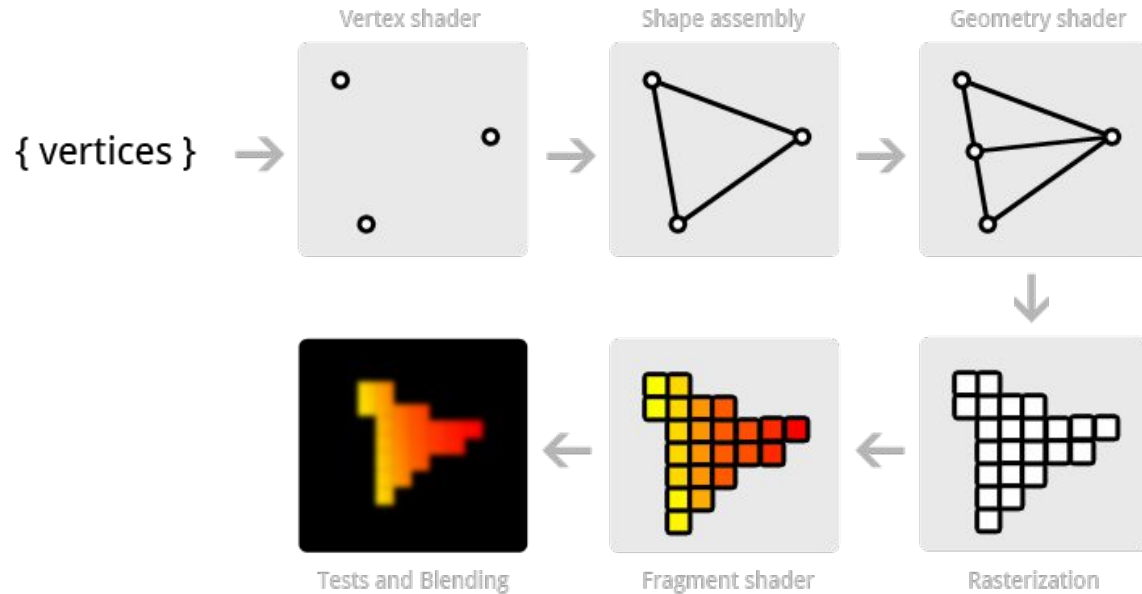 Vertex shader
Shape assembly
Geometry shader
{ vertices }
Tests and Blending
Fragment shader
Rasterization